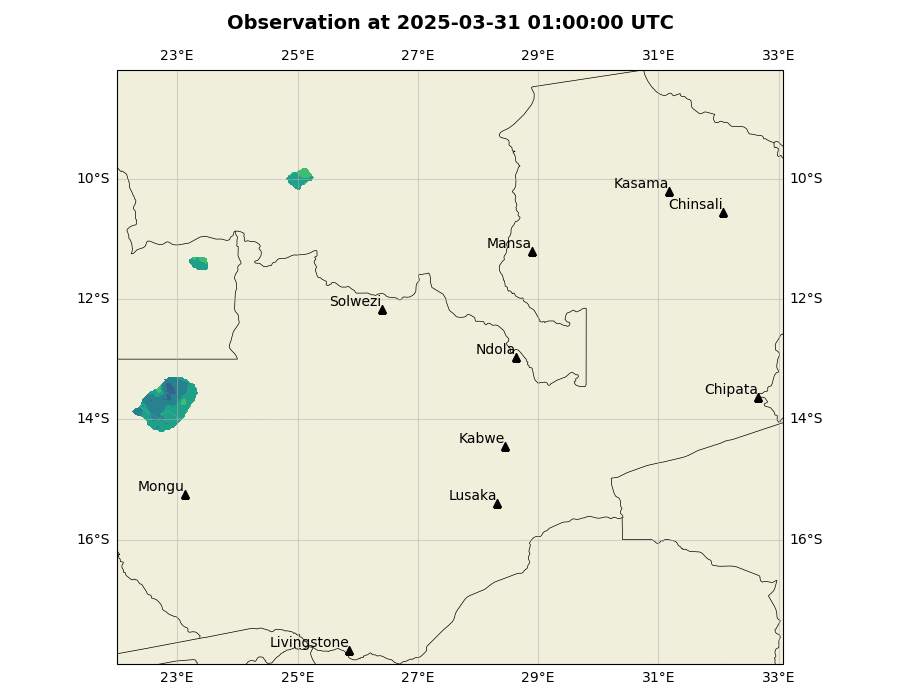 Observation at 2025-03-31 01:00:00 UTC
23°E 25°E 27°E 29°E 31°E 33°E
10°S 10°S
Kasama
Chinsali
Mansa
12°S 12°S
Solwezi
Ndola
Chipata
14°S 14°S
Kabwe
Mongu
Lusaka
16°S 16°S
Livingstone
23°E 25°E 27°E 29°E 31°E 33°E